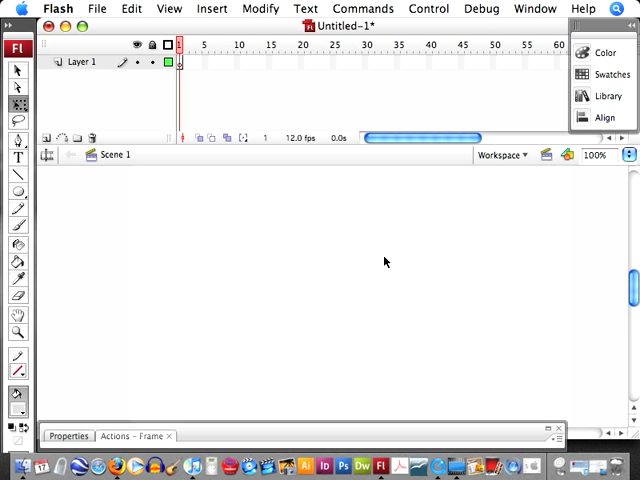 Flash File Edit View Insert Modify Text Commands Control Debug Window Help
Untitled-1*
Fl
1 5 10 15 20 25 30 35 40 45 50 55 60
Layer 1
Color
Swatches
Library
Align
1 12.0 fps 0.0s
Scene 1 Workspace 100%
T
Properties Actions - Frame
17 Ai Id Ps Dw Fl